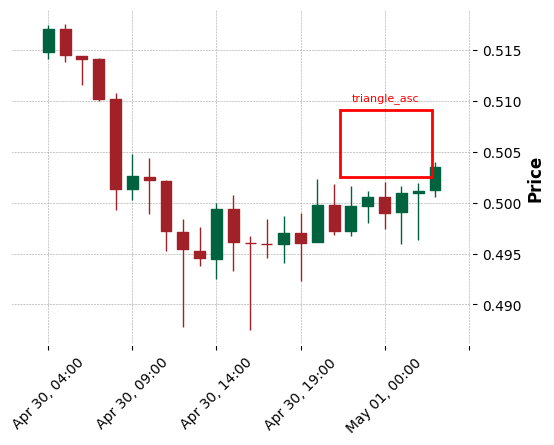 triangle_asc
0.515
0.510
0.505
0.500
0.495
0.490
Price
Apr 30, 04:00
Apr 30, 09:00
Apr 30, 14:00
Apr 30, 19:00
May 01, 00:00